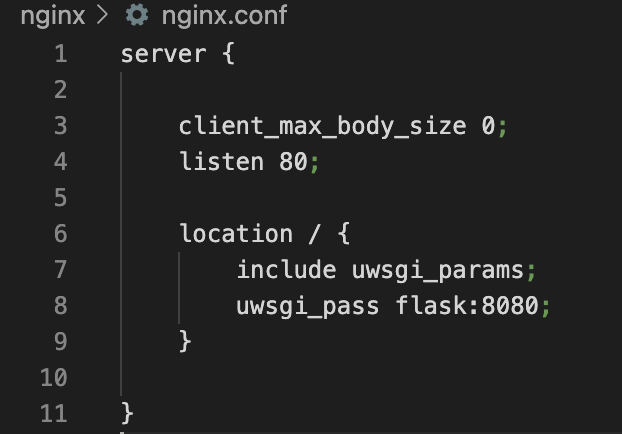 nginx > nginx.conf
1 server {
2
3 client_max_body_size 0;
4 listen 80;
5
6 location / {
7 include uwsgi_params;
8 uwsgi_pass flask:8080;
9 }
10
11 }